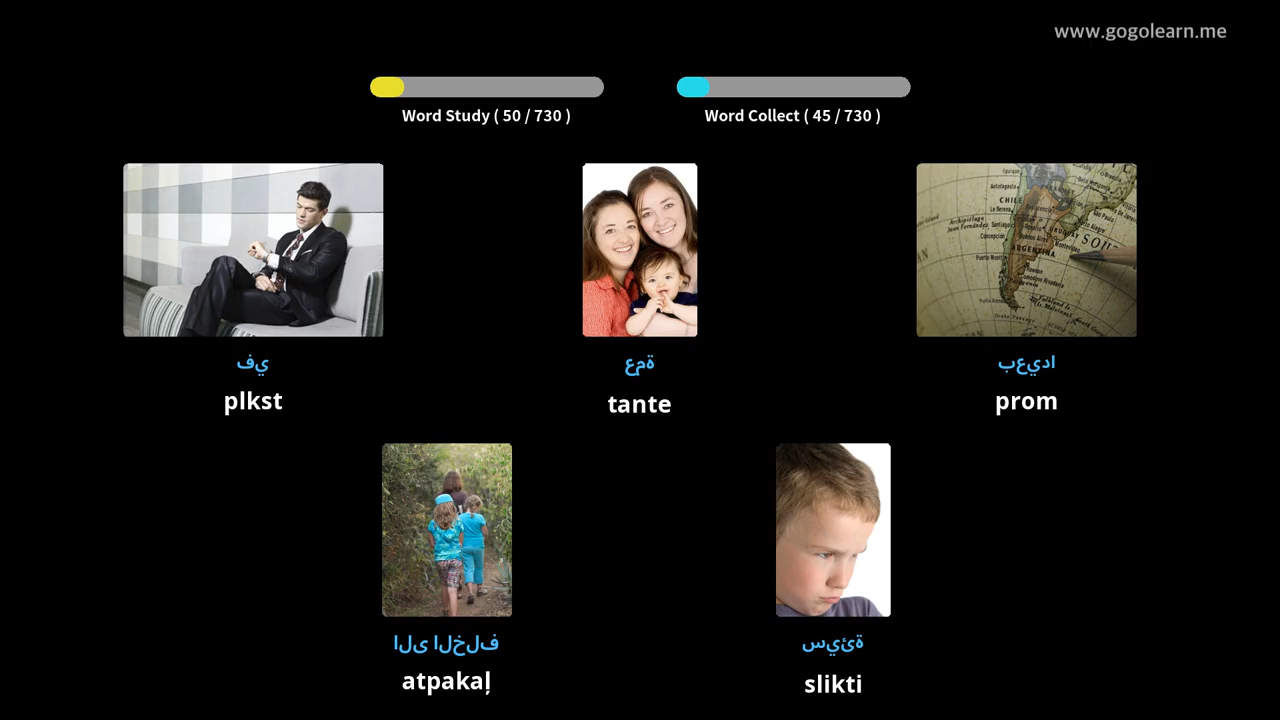 www.gogolearn.me
Word Study ( 50 / 730 )
Word Collect ( 45 / 730 )
في
عمة
بعيدا
plkst
tante
prom
الى الخلف
سيئة
atpakaļ
slikti